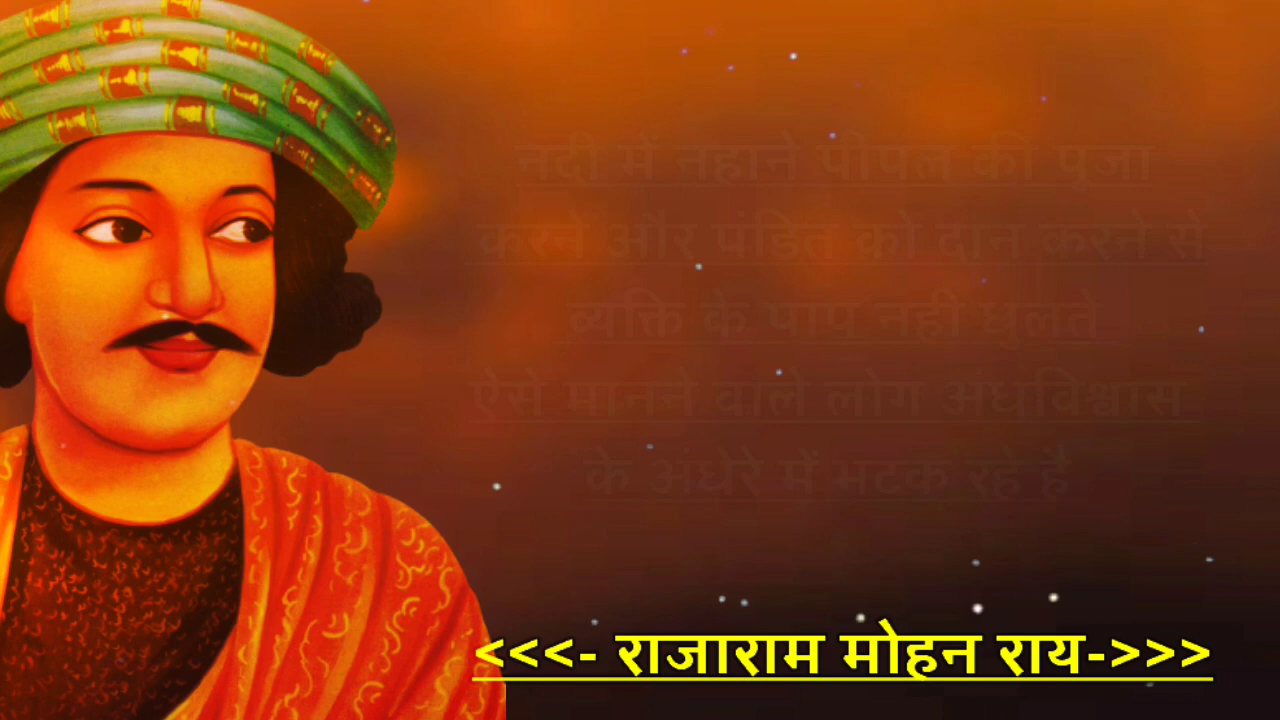 नदी में नहाने पीपल की पूजा
करने और पंडित को दान करने से
व्यक्ति के पाप नही धुलते
ऐसे मानने वाले लोग अंधविश्वास
के अंधेरे में भटक रहे है
<<<- राजाराम मोहन राय->>>